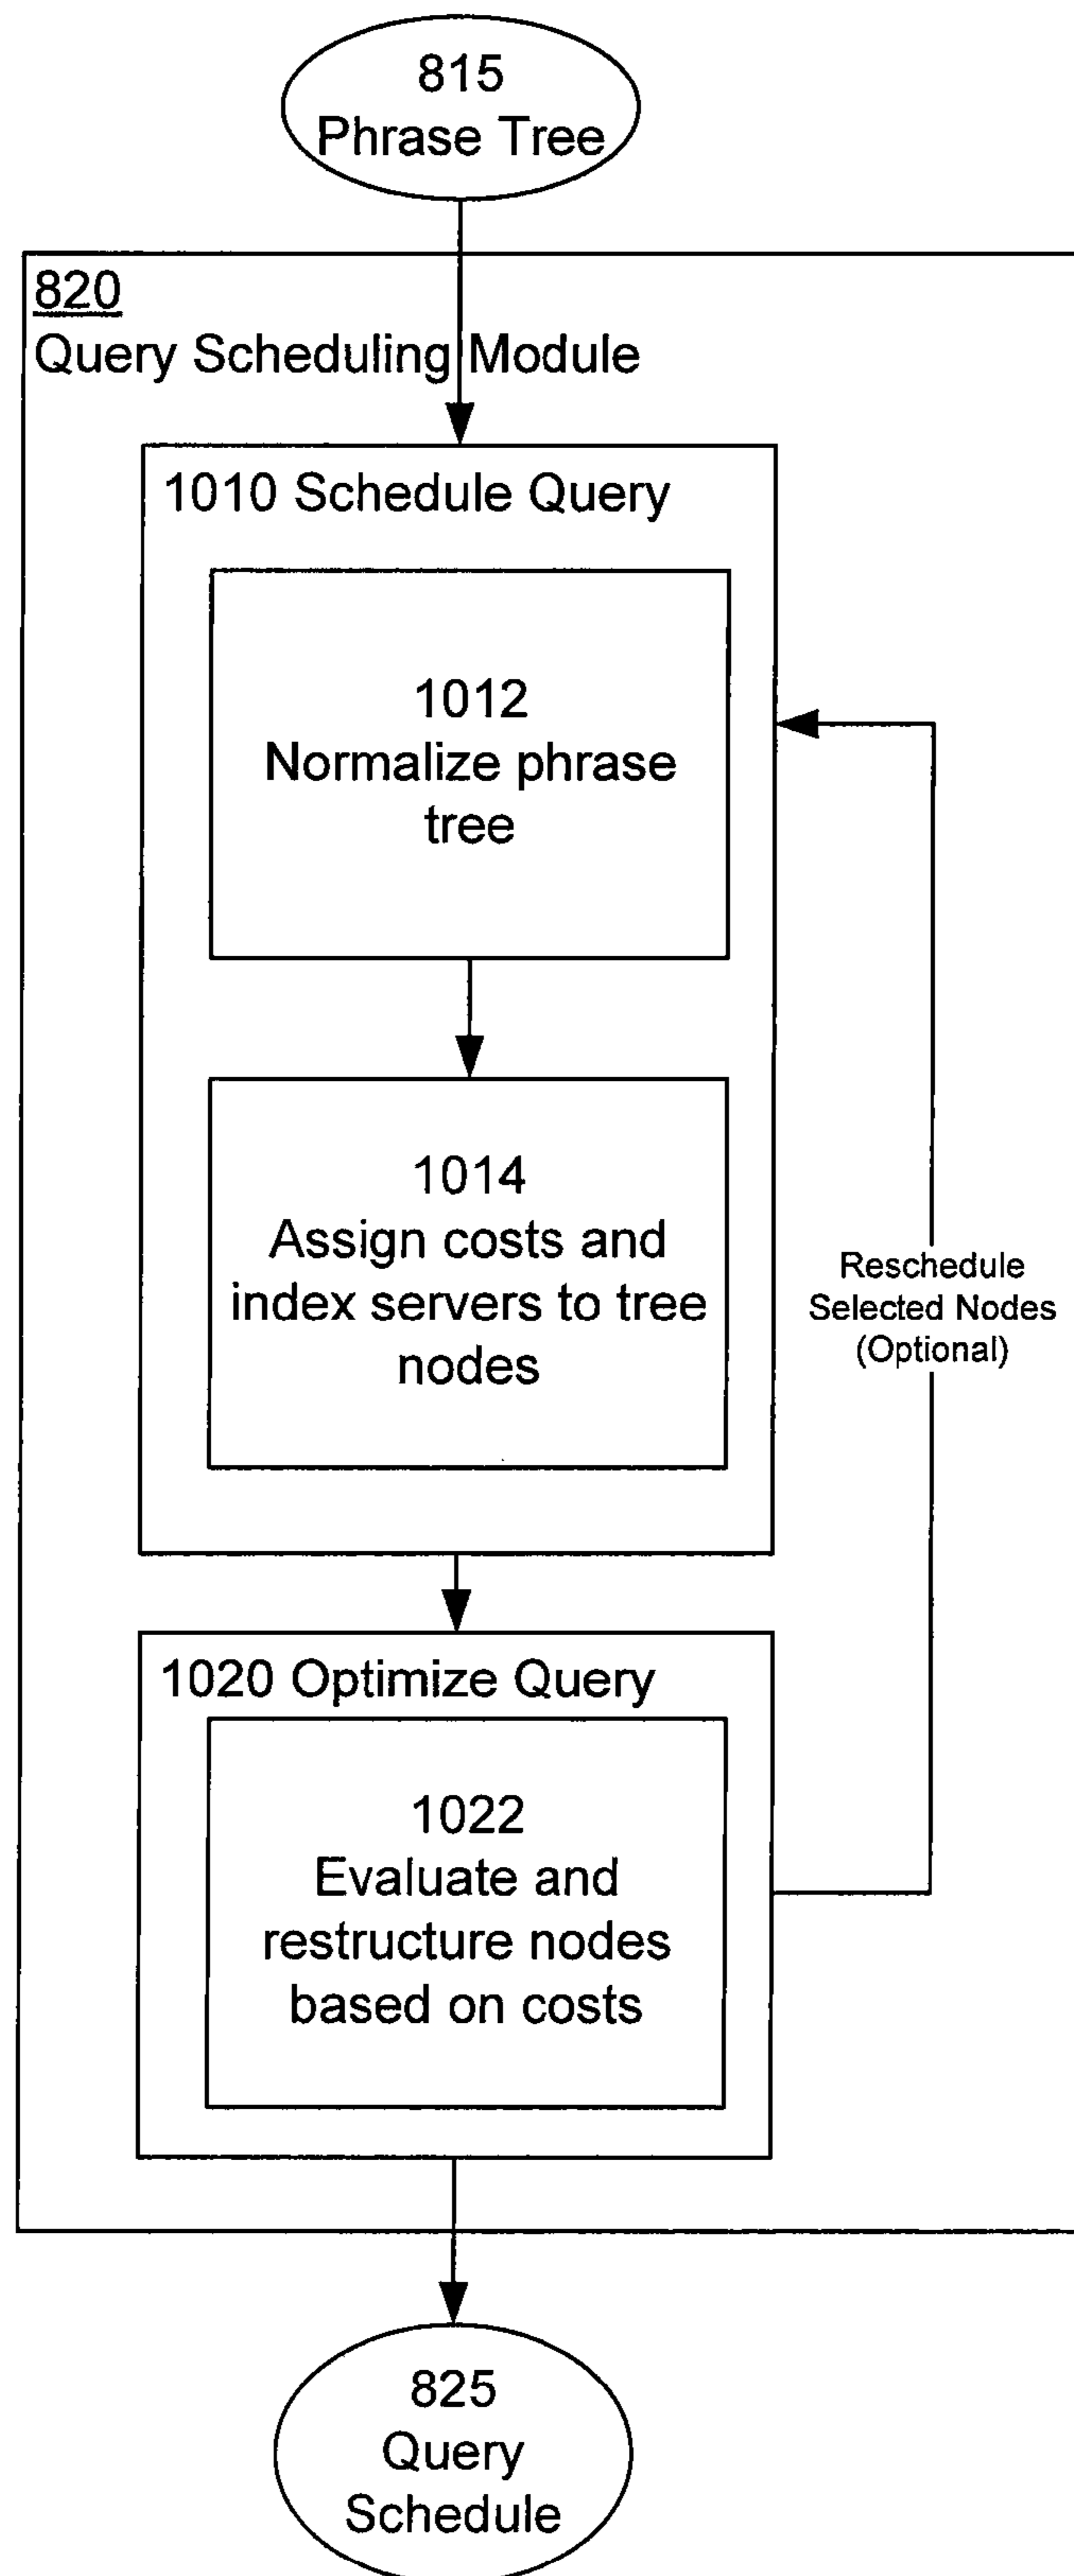 815
Phrase Tree
820
Query Scheduling Module
1010 Schedule Query
1012
Normalize phrase
tree
1014
Assign costs and
index servers to tree
nodes
Reschedule
Selected Nodes
(Optional)
1020 Optimize Query
1022
Evaluate and
restructure nodes
based on costs
825
Query
Schedule